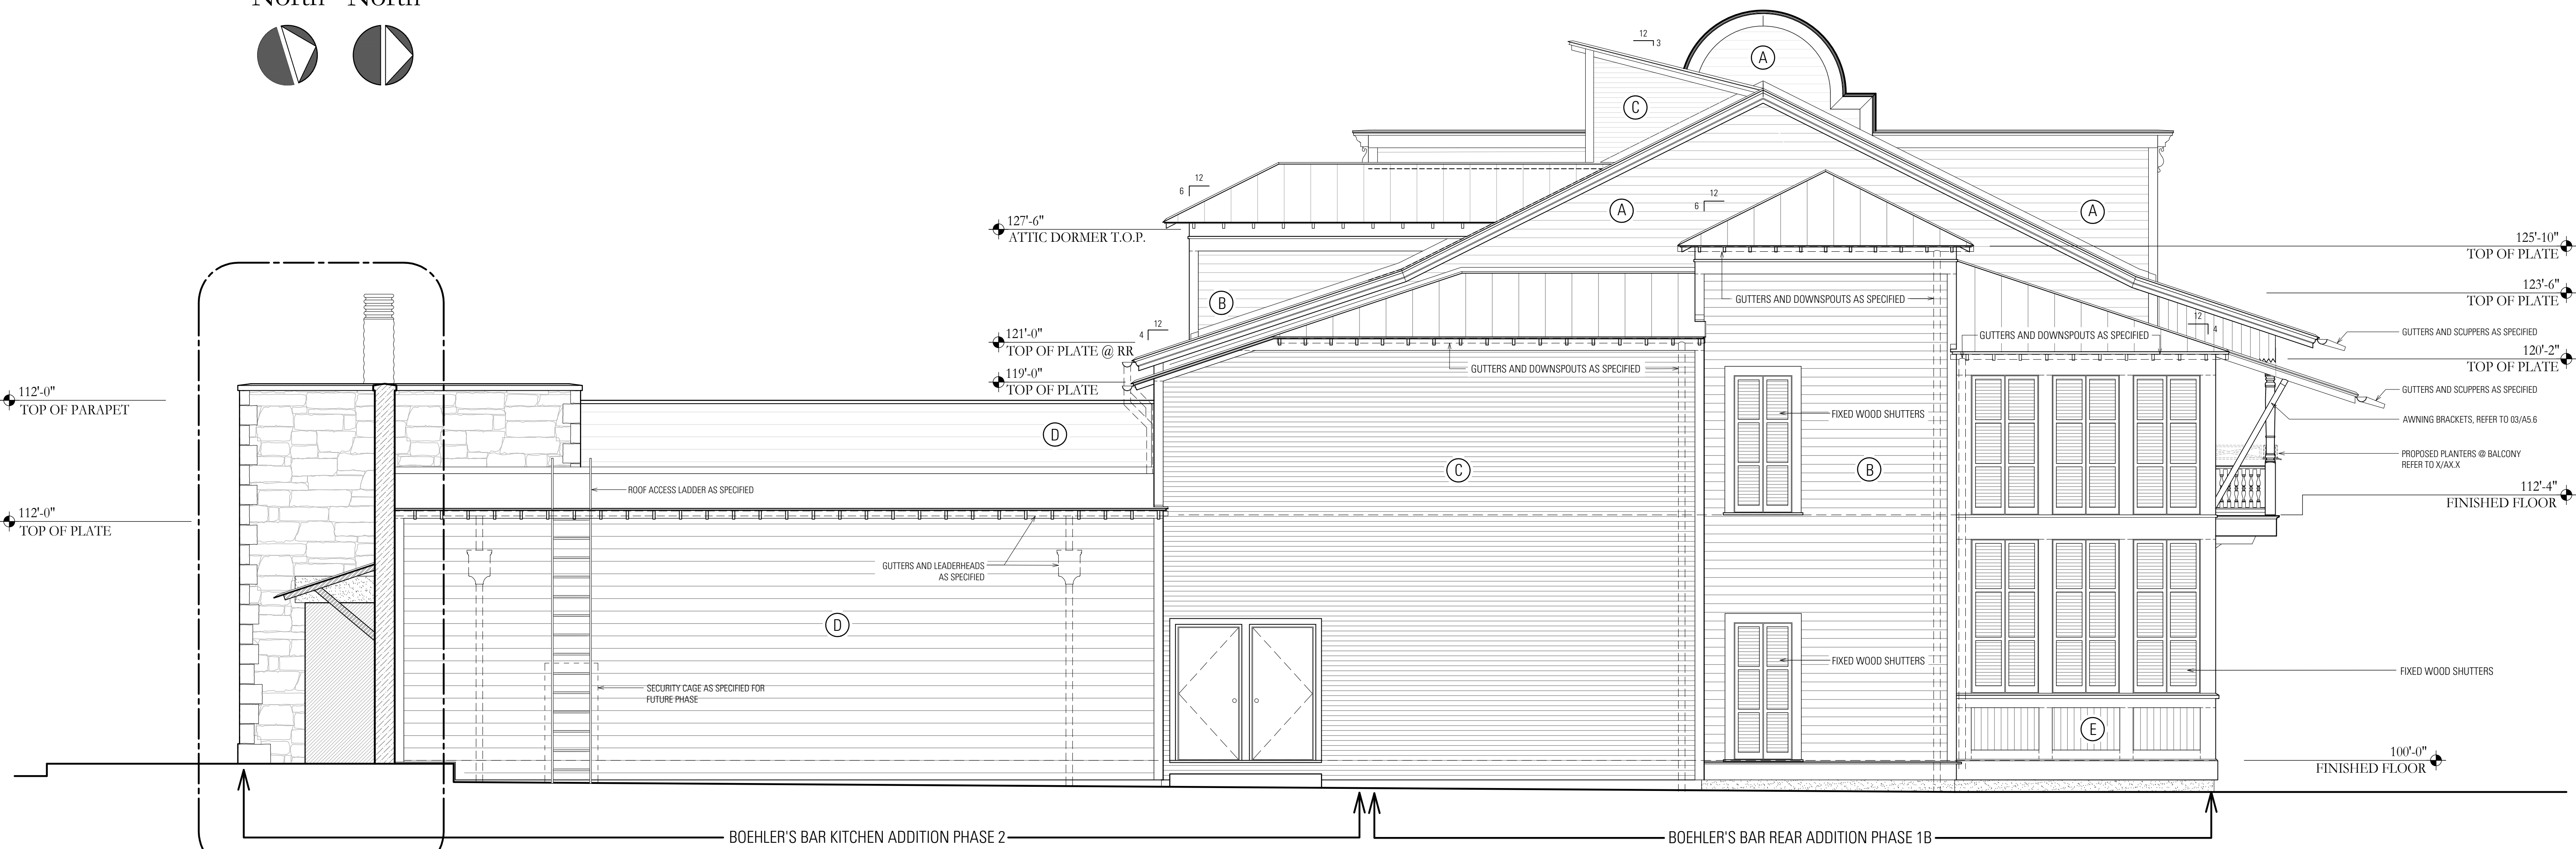 North North
12
3
A
C
12
6
12
6
A
A
127'-6"
ATTIC DORMER T.O.P.
125'-10"
TOP OF PLATE
B
GUTTERS AND DOWNSPOUTS AS SPECIFIED
123'-6"
TOP OF PLATE
12
4
12
4
121'-0"
TOP OF PLATE @ RR
GUTTERS AND DOWNSPOUTS AS SPECIFIED
GUTTERS AND SCUPPERS AS SPECIFIED
120'-2"
TOP OF PLATE
GUTTERS AND DOWNSPOUTS AS SPECIFIED
119'-0"
TOP OF PLATE
112'-0"
TOP OF PARAPET
GUTTERS AND SCUPPERS AS SPECIFIED
FIXED WOOD SHUTTERS
AWNING BRACKETS, REFER TO 03/A5.6
D
C
B
PROPOSED PLANTERS @ BALCONY
REFER TO X/AX.X
ROOF ACCESS LADDER AS SPECIFIED
112'-4"
FINISHED FLOOR
112'-0"
TOP OF PLATE
GUTTERS AND LEADERHEADS
AS SPECIFIED
D
FIXED WOOD SHUTTERS
FIXED WOOD SHUTTERS
SECURITY CAGE AS SPECIFIED FOR
FUTURE PHASE
E
100'-0"
FINISHED FLOOR
BOEHLER'S BAR KITCHEN ADDITION PHASE 2
BOEHLER'S BAR REAR ADDITION PHASE 1B